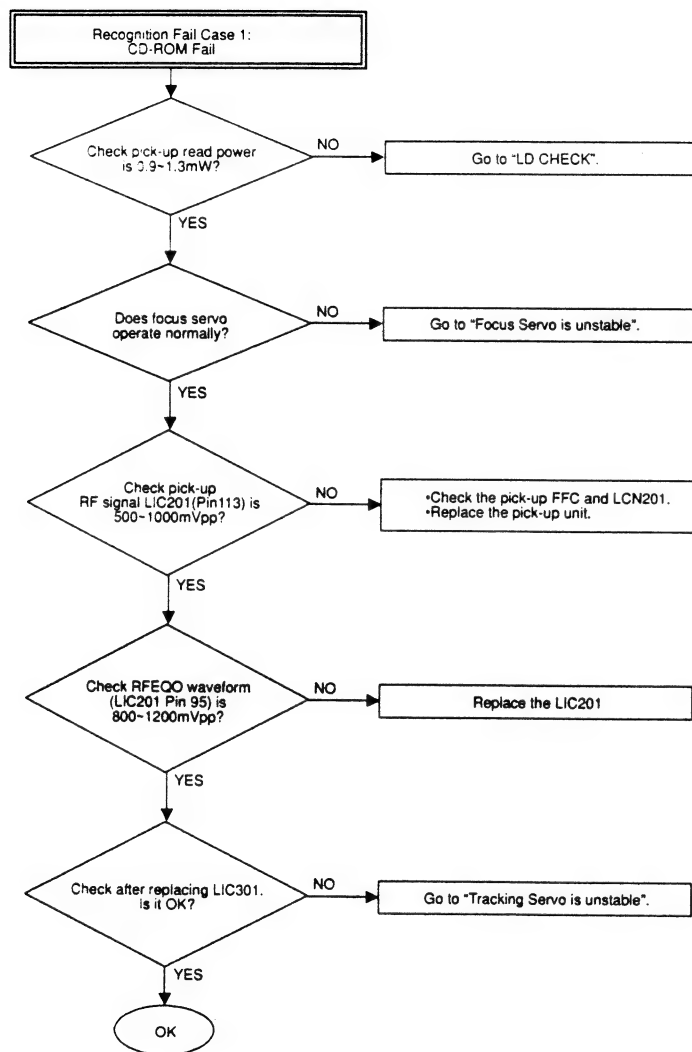 Recognition Fail Case 1:
CD-ROM Fail
Check pick-up read power
is 0.9~1.3mW?
NO
Go to “LD CHECK”.
YES
Does focus servo
operate normally?
NO
Go to “Focus Servo is unstable”.
YES
Check pick-up
RF signal LIC201(Pin113) is
500~1000mVpp?
NO
•Check the pick-up FFC and LCN201.
•Replace the pick-up unit.
YES
Check RFEQO waveform
(LIC201 Pin 95) is
800~1200mVpp?
NO
Replace the LIC201
YES
Check after replacing LIC301.
Is it OK?
NO
Go to “Tracking Servo is unstable”.
YES
OK